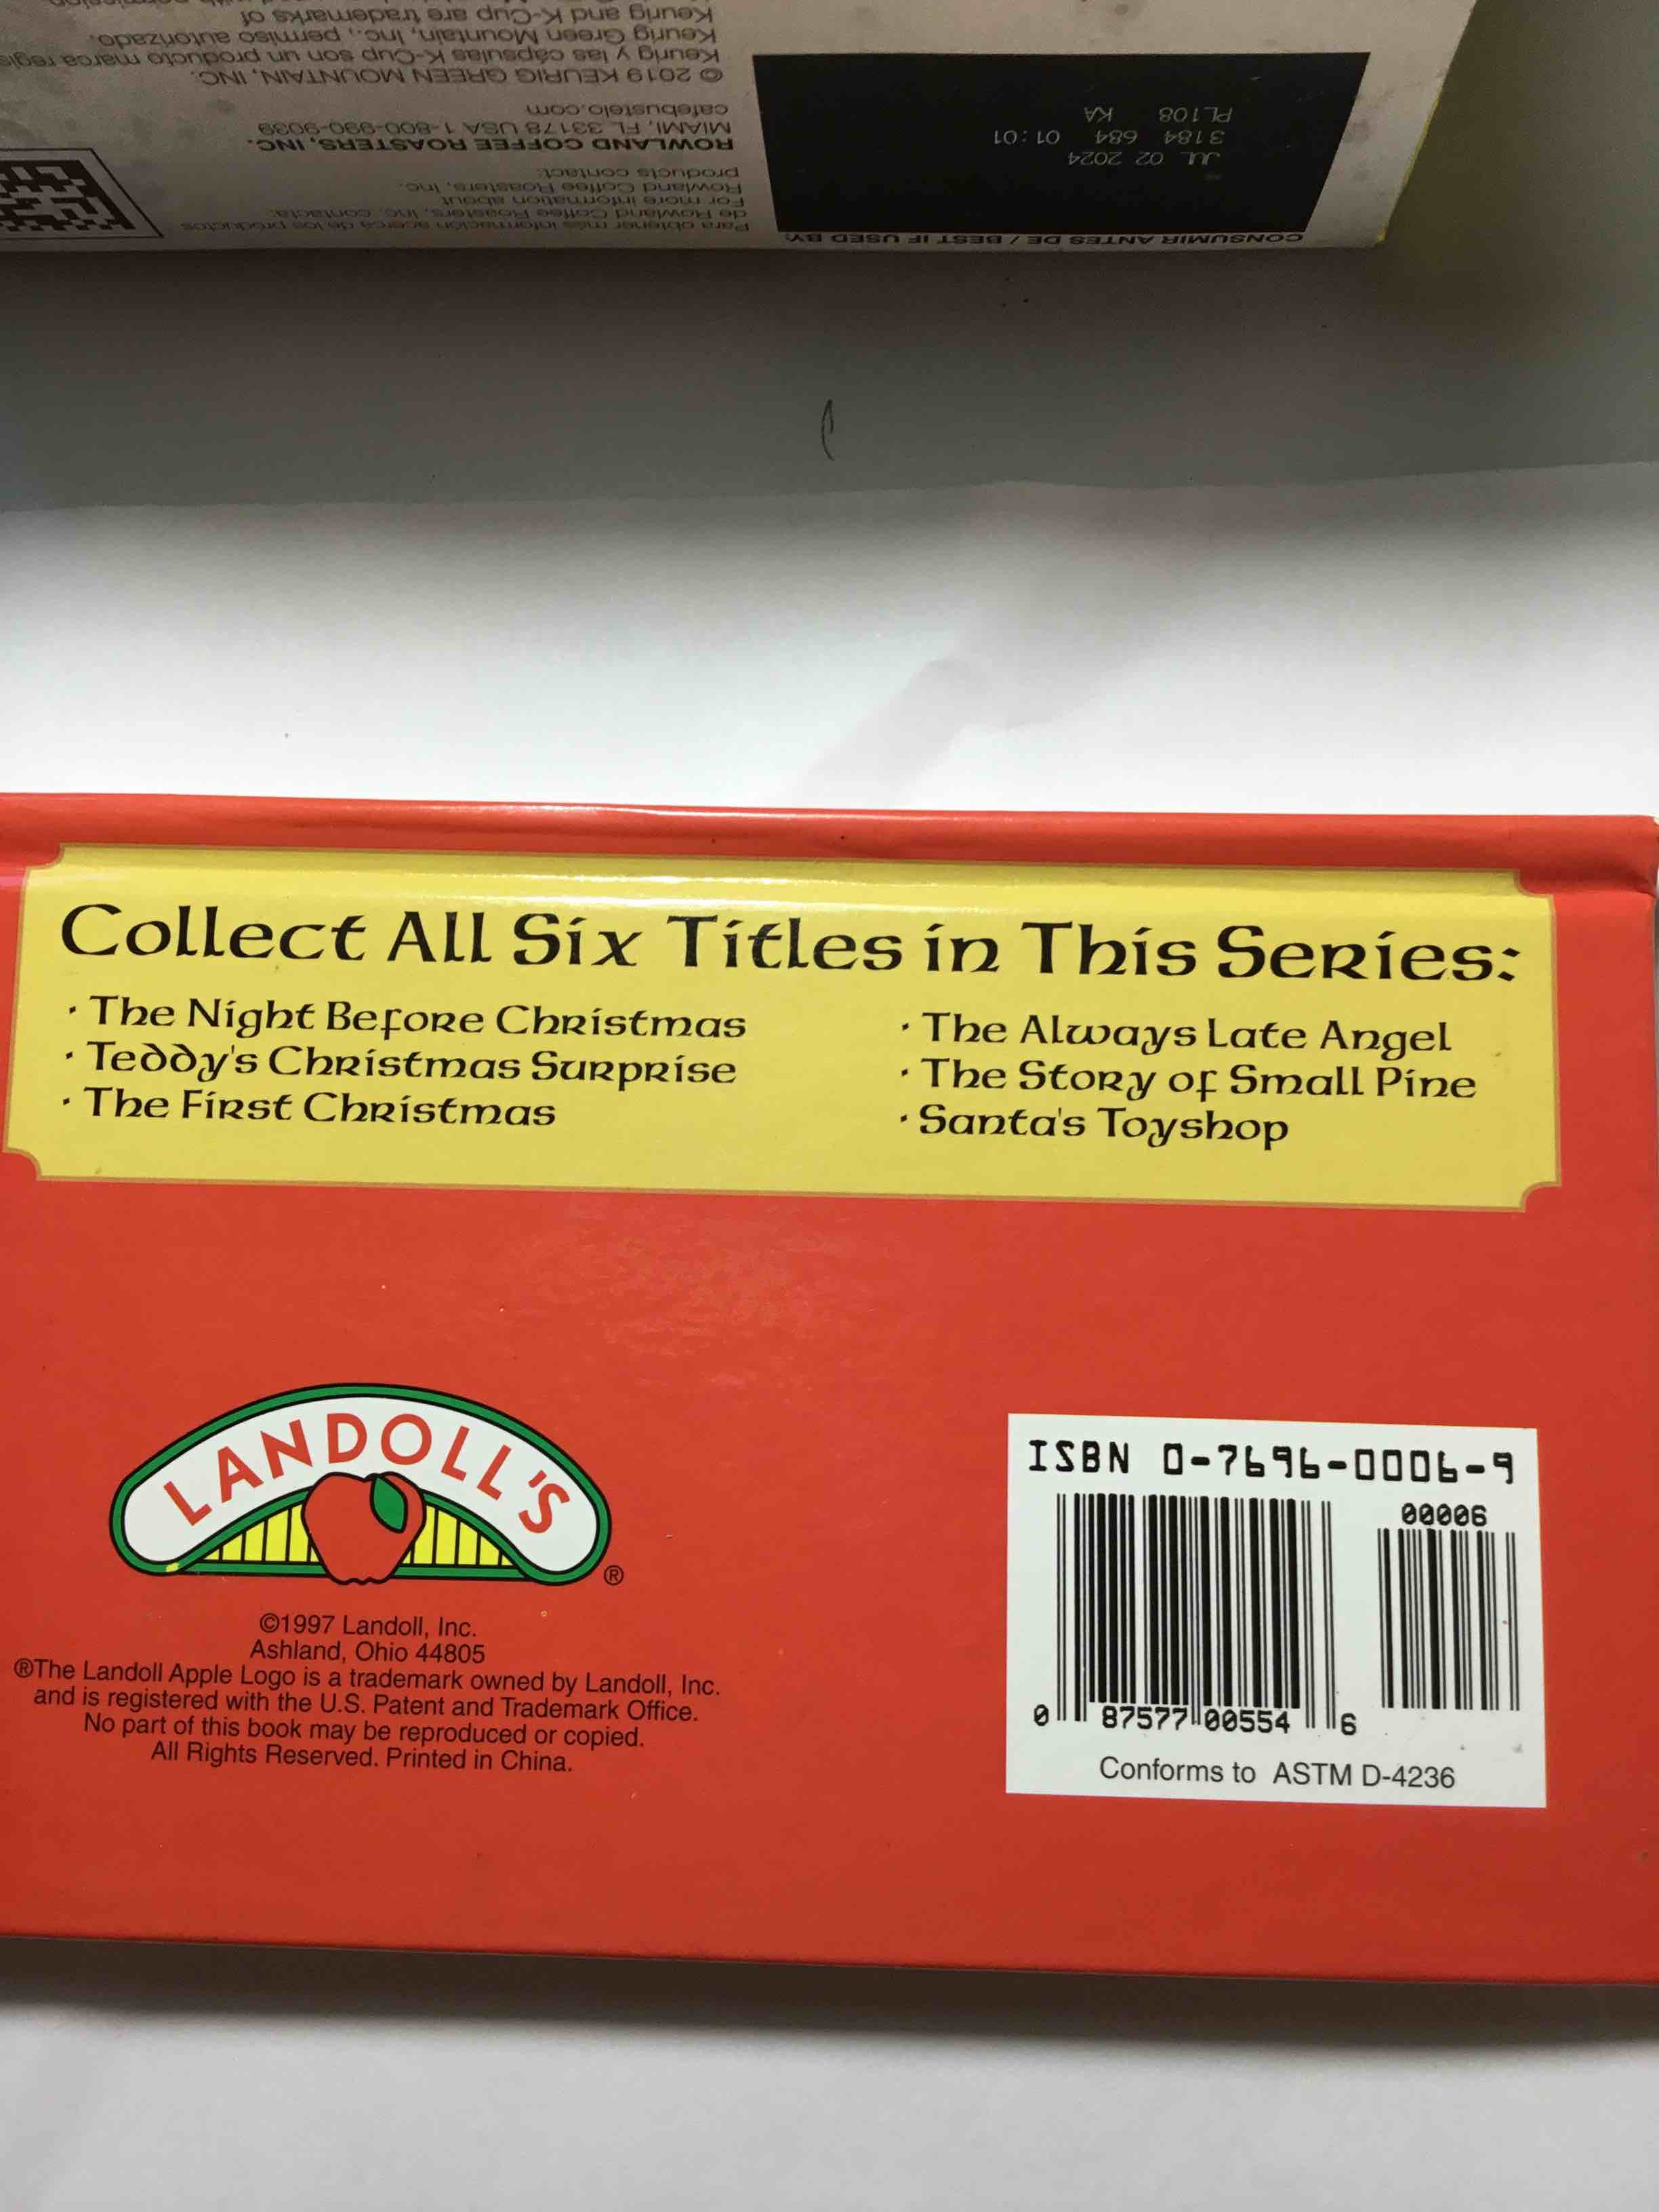 Keurig and K-Cup are trademarks of
Keurig Green Mountain, Inc., permiso autorizado.
Keurig y las cápsulas K-Cup son un producto marca
© 2019 KEURIG GREEN MOUNTAIN, INC.
cafebustelo.com
MIAMI, FL 33178 USA 1-800-990-9039
ROWLAND COFFEE ROASTERS, INC.
products contact:
Rowland Coffee Roasters, Inc.
For more information about
de Rowland Coffee Roasters, Inc. contacta:
Para obtener más información acerca de los productos
CONSUMIR ANTES DE / BEST IF USED BY:
JUL 02 2024
3184 684 01:01
PL108 KA
Collect All Six Titles in This Series:
· The Night Before Christmas
· Teddy's Christmas Surprise
· The First Christmas
· The Always Late Angel
· The Story of Small Pine
· Santa's Toyshop
LANDOLL'S
®
©1997 Landoll, Inc.
Ashland, Ohio 44805
®The Landoll Apple Logo is a trademark owned by Landoll, Inc.
and is registered with the U.S. Patent and Trademark Office.
No part of this book may be reproduced or copied.
All Rights Reserved. Printed in China.
ISBN 0-7696-0006-9
00006
0 87577 00554 6
Conforms to ASTM D-4236